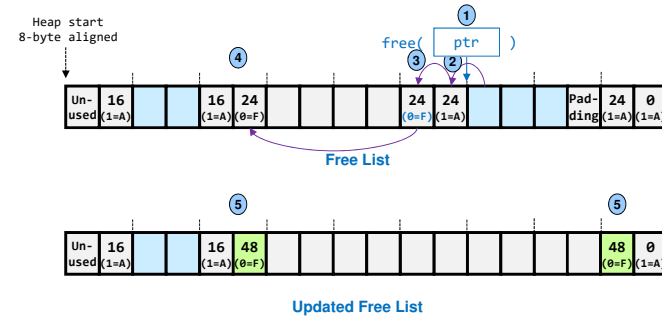 Heap start
8-byte aligned
1
free( ptr )
4
3
2
Un-used
16 (1=A)
16 (1=A)
24 (0=F)
24 (0=F)
24 (1=A)
Pad-ding
24 (1=A)
0 (1=A)
Free List
5
5
Un-used
16 (1=A)
16 (1=A)
48 (0=F)
48 (0=F)
0 (1=A)
Updated Free List